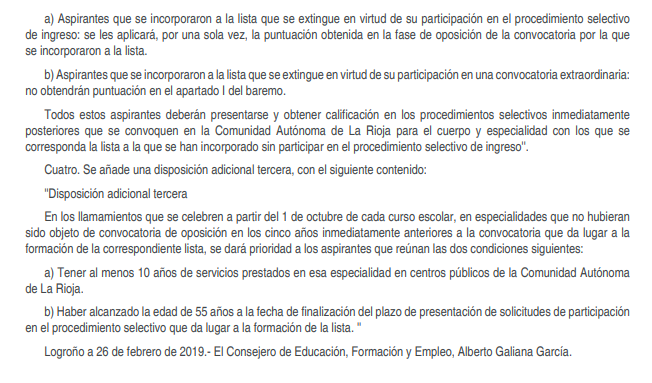 a) Aspirantes que se incorporaron a la lista que se extingue en virtud de su participación en el procedimiento selectivo
de ingreso: se les aplicará, por una sola vez, la puntuación obtenida en la fase de oposición de la convocatoria por la que
se incorporaron a la lista.
b) Aspirantes que se incorporaron a la lista que se extingue en virtud de su participación en una convocatoria extraordinaria:
no obtendrán puntuación en el apartado I del baremo.
Todos estos aspirantes deberán presentarse y obtener calificación en los procedimientos selectivos inmediatamente
posteriores que se convoquen en la Comunidad Autónoma de La Rioja para el cuerpo y especialidad con los que se
corresponda la lista a la que se han incorporado sin participar en el procedimiento selectivo de ingreso".
Cuatro. Se añade una disposición adicional tercera, con el siguiente contenido:
"Disposición adicional tercera
En los llamamientos que se celebren a partir del 1 de octubre de cada curso escolar, en especialidades que no hubieran
sido objeto de convocatoria de oposición en los cinco años inmediatamente anteriores a la convocatoria que da lugar a la
formación de la correspondiente lista, se dará prioridad a los aspirantes que reúnan las dos condiciones siguientes:
a) Tener al menos 10 años de servicios prestados en esa especialidad en centros públicos de la Comunidad Autónoma
de La Rioja.
b) Haber alcanzado la edad de 55 años a la fecha de finalización del plazo de presentación de solicitudes de participación
en el procedimiento selectivo que da lugar a la formación de la lista. "
Logroño a 26 de febrero de 2019.- El Consejero de Educación, Formación y Empleo, Alberto Galiana García.